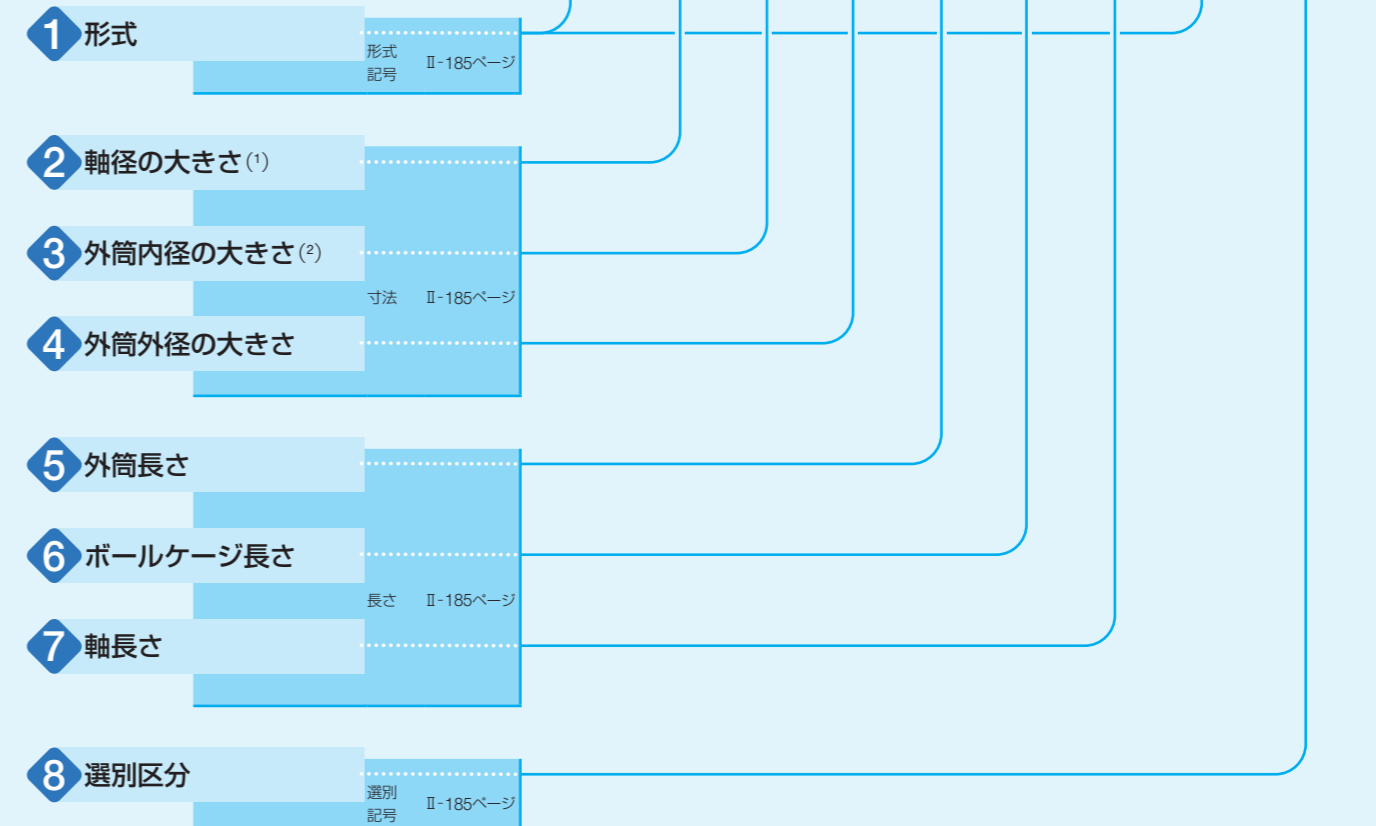 1 形式
形式
記号 Ⅱ-185ページ
2 軸径の大きさ(1)
3 外筒内径の大きさ(2)
寸法 Ⅱ-185ページ
4 外筒外径の大きさ
5 外筒長さ
6 ボールケージ長さ
長さ Ⅱ-185ページ
7 軸長さ
8 選別区分
選別
記号 Ⅱ-185ページ